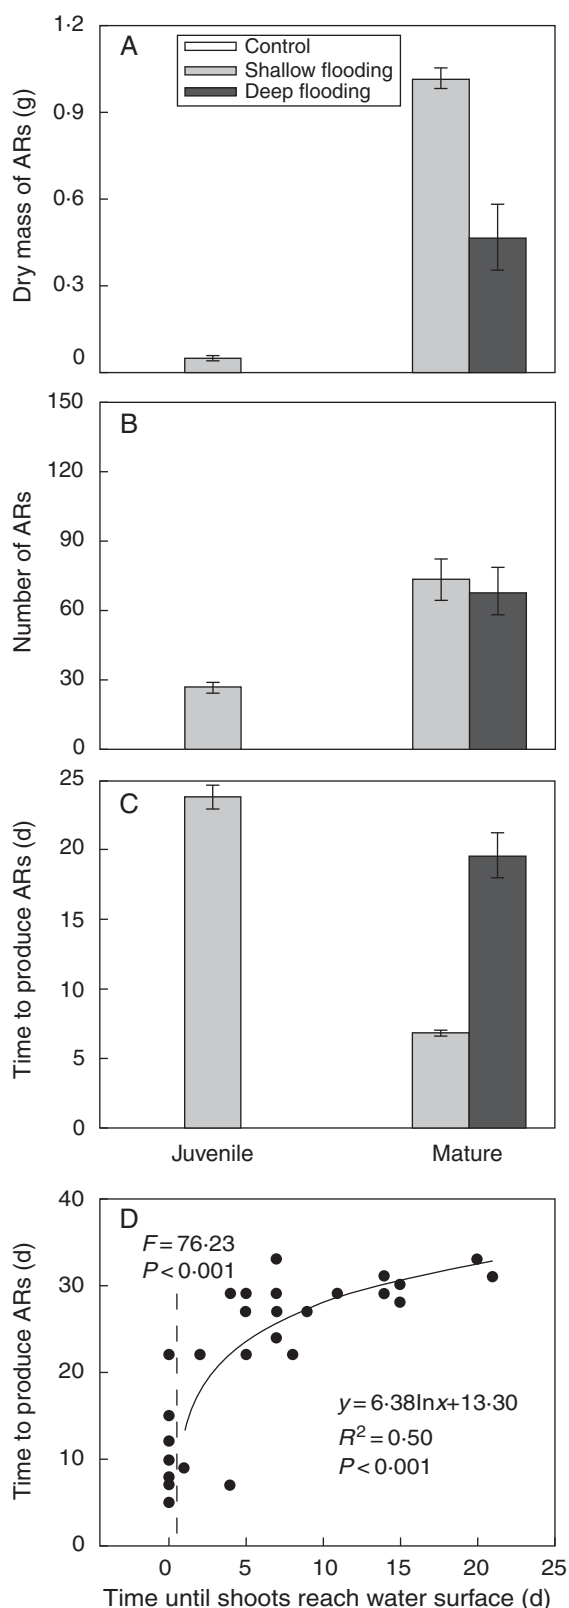 A
Control
Shallow flooding
Deep flooding
Dry mass of ARs (g)
1·2
0·9
0·6
0·3
0
B
Number of ARs
150
120
90
60
30
0
C
Time to produce ARs (d)
25
20
15
10
5
0
Juvenile Mature
D
F = 76·23
P < 0·001
Time to produce ARs (d)
40
30
20
10
0
y = 6·38lnx+13·30
R² = 0·50
P < 0·001
0 5 10 15 20 25
Time until shoots reach water surface (d)